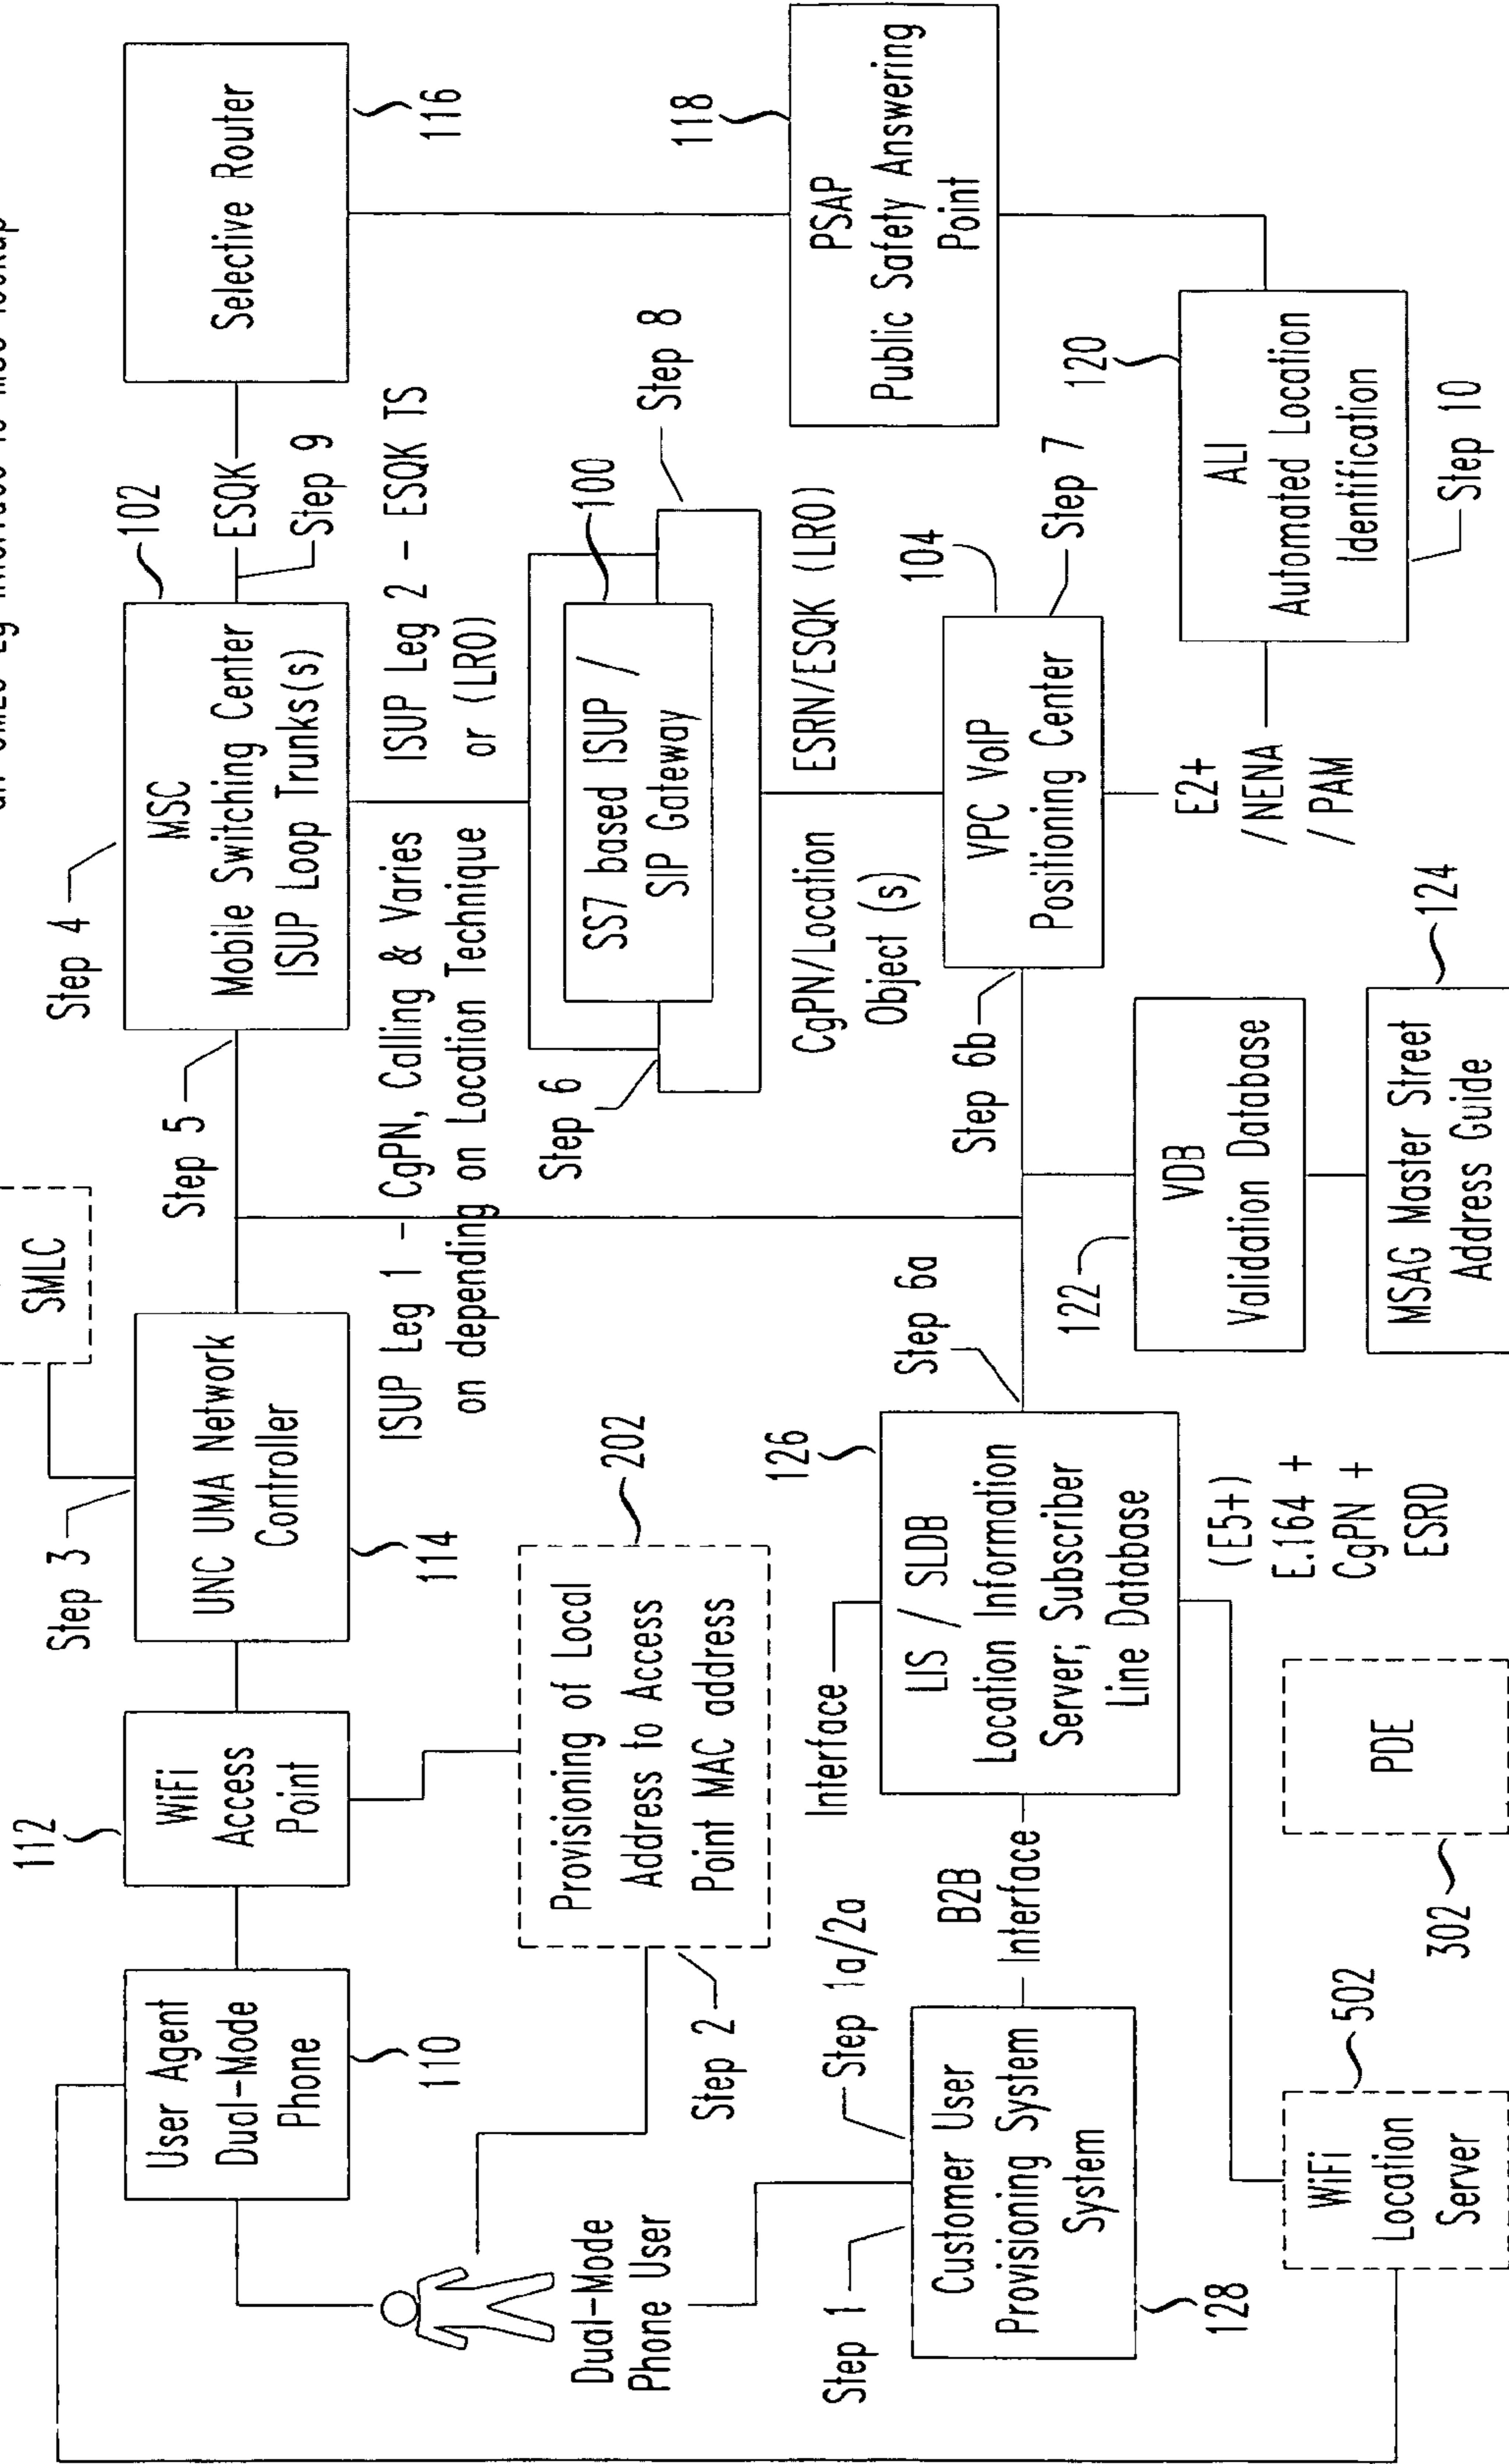 an SMLC Lg interface to MSC lookup
SMLC
Step 3
Step 4
Step 5
112
WiFi
Access
Point
User Agent
Dual-Mode
Phone
110
UNC UMA Network
Controller
114
MSC
Mobile Switching Center
ISUP Loop Trunks(s)
102
ESQK
Step 9
Selective Router
116
Dual-Mode
Phone User
Step 2
Provisioning of Local
Address to Access
Point MAC address
202
ISUP Leg 1 - CgPN, Calling & Varies
on depending on Location Technique
ISUP Leg 2 - ESQK TS
or (LRO)
Step 6
SS7 based ISUP /
SIP Gateway
100
Step 8
118
PSAP
Public Safety Answering
Point
Step 1
Step 1a/2a
Customer User
Provisioning System
System
128
B2B
Interface
Interface
126
LIS / SLDB
Location Information
Server; Subscriber
Line Database
Step 6a
Step 6b
CgPN/Location
Object (s)
ESRN/ESQK (LRO)
104
VPC VoIP
Positioning Center
Step 7
E2+
/ NENA
/ PAM
120
ALI
Automated Location
Identification
Step 10
122
VDB
Validation Database
124
MSAG Master Street
Address Guide
(E5+)
E.164 +
CgPN +
ESRD
302
PDE
502
WiFi
Location
Server